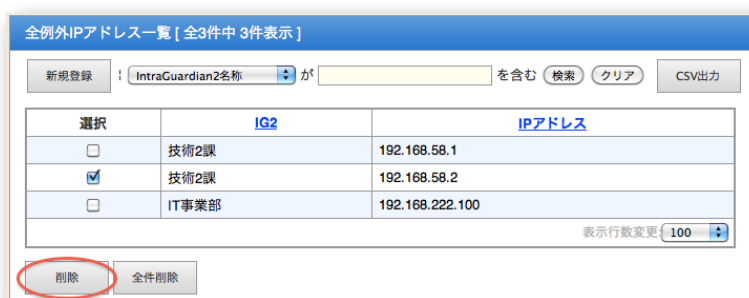 全例外IPアドレス一覧 [ 全3件中 3件表示 ]
新規登録 ¦ IntraGuardian2名称 が を含む 検索 クリア CSV出力
選択 IG2 IPアドレス
技術2課 192.168.58.1
技術2課 192.168.58.2
IT事業部 192.168.222.100
表示行数変更: 100
削除 全件削除